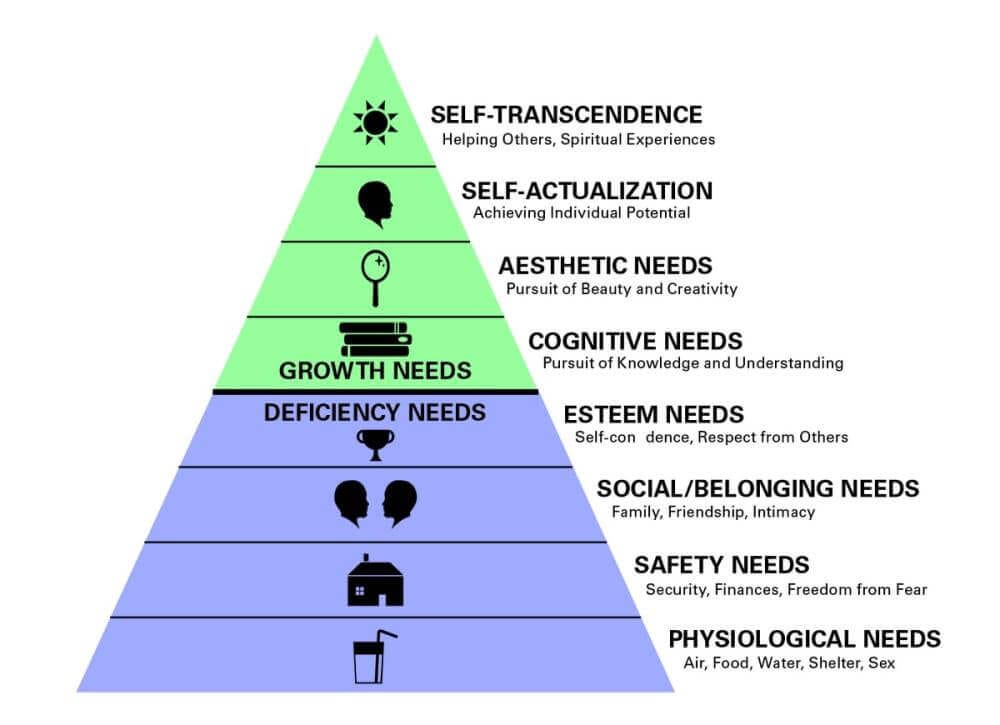 SELF-TRANSCENDENCE
Helping Others, Spiritual Experiences
SELF-ACTUALIZATION
Achieving Individual Potential
AESTHETIC NEEDS
Pursuit of Beauty and Creativity
COGNITIVE NEEDS
Pursuit of Knowledge and Understanding
GROWTH NEEDS
DEFICIENCY NEEDS
ESTEEM NEEDS
Self-con dence, Respect from Others
SOCIAL/BELONGING NEEDS
Family, Friendship, Intimacy
SAFETY NEEDS
Security, Finances, Freedom from Fear
PHYSIOLOGICAL NEEDS
Air, Food, Water, Shelter, Sex